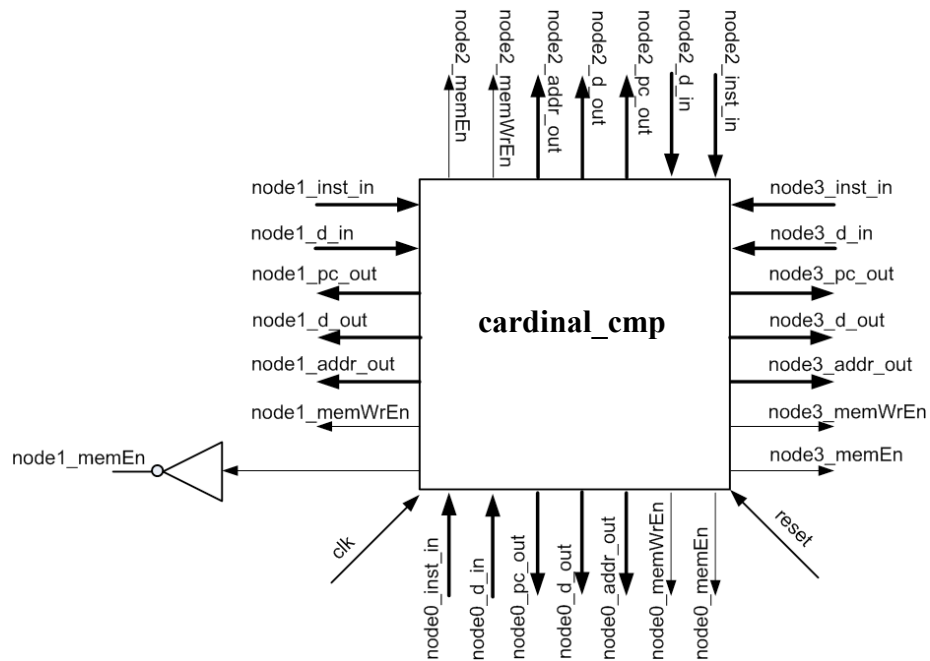 node2_memEn
node2_memWrEn
node2_addr_out
node2_d_out
node2_pc_out
node2_d_in
node2_inst_in
node1_inst_in
node1_d_in
node1_pc_out
node1_d_out
node1_addr_out
node1_memWrEn
node1_memEn
cardinal_cmp
node3_inst_in
node3_d_in
node3_pc_out
node3_d_out
node3_addr_out
node3_memWrEn
node3_memEn
clk
node0_inst_in
node0_d_in
node0_pc_out
node0_d_out
node0_addr_out
node0_memWrEn
node0_memEn
reset